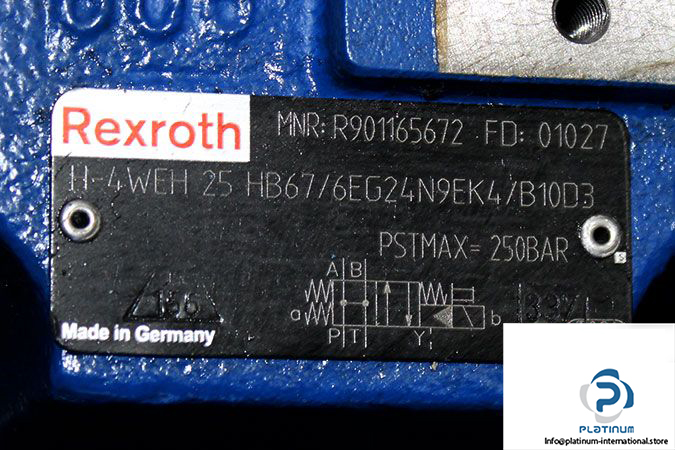 Rexroth
MNR: R901165672 FD: 01027
H-4WEH 25 HB67/6EG24N9EK4/B10D3
PSTMAX= 250BAR
A B
a b
P T Y
156
Made in Germany
PLATINUM
Info@platinum-international.store